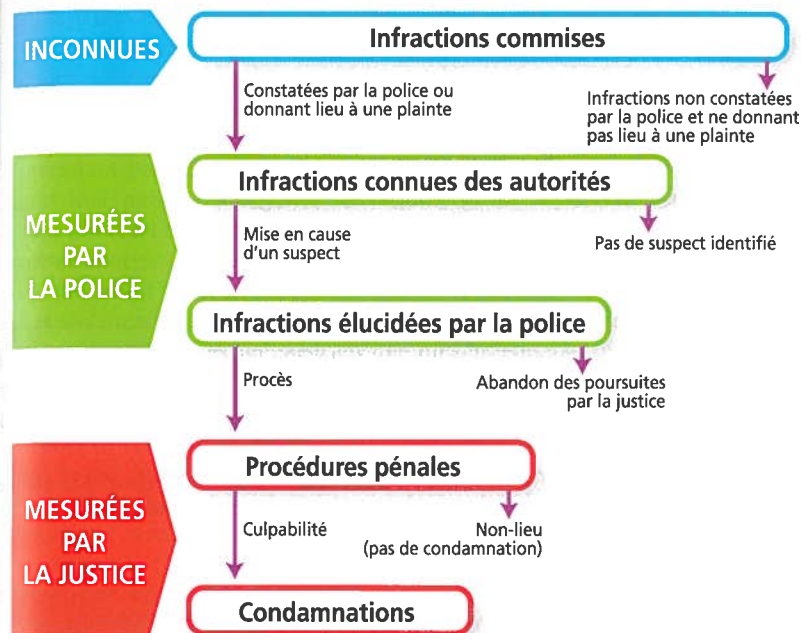 INCONNUES
Infractions commises
Constatées par la police ou
donnant lieu à une plainte
Infractions non constatées
par la police et ne donnant
pas lieu à une plainte
MESURÉES
PAR
LA POLICE
Infractions connues des autorités
Mise en cause
d'un suspect
Pas de suspect identifié
Infractions élucidées par la police
Procès
Abandon des poursuites
par la justice
MESURÉES
PAR
LA JUSTICE
Procédures pénales
Culpabilité
Non-lieu
(pas de condamnation)
Condamnations